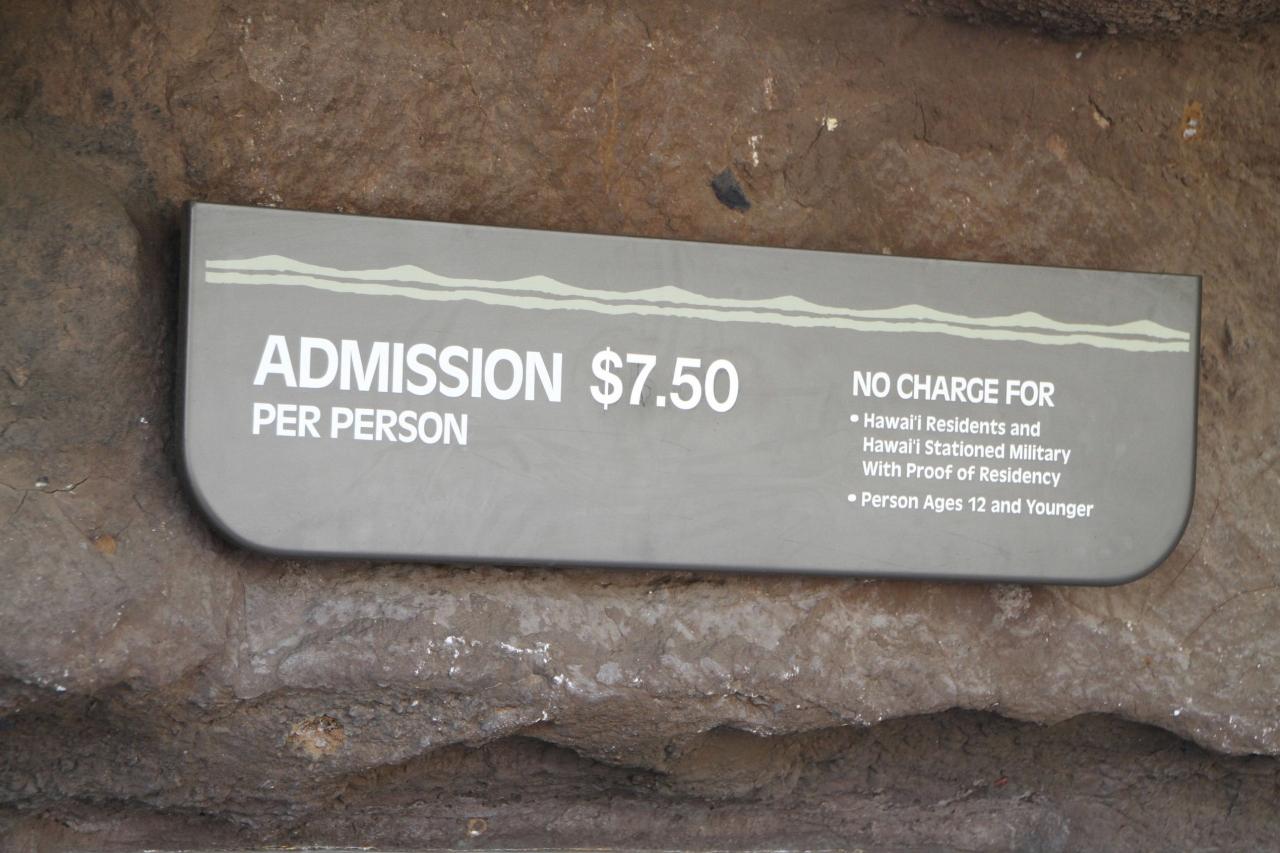 ADMISSION $7.50
PER PERSON
NO CHARGE FOR
• Hawai'i Residents and
Hawai'i Stationed Military
With Proof of Residency
• Person Ages 12 and Younger